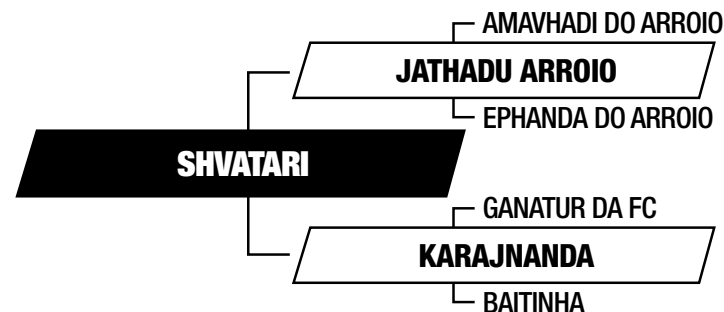 AMAVHADI DO ARROIO
JATHADU ARROIO
EPHANDA DO ARROIO
SHVATARI
GANATUR DA FC
KARAJNANDA
BAITINHA